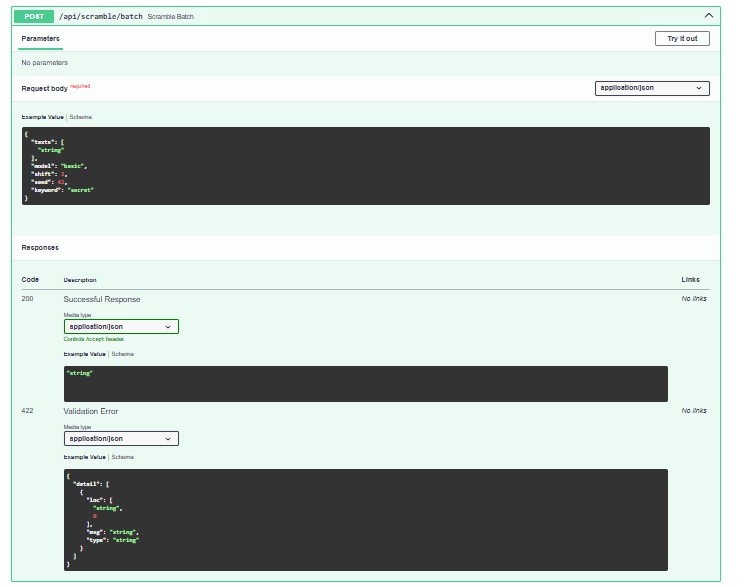 POST /api/scramble/batch Scramble Batch
Parameters Try it out
No parameters
Request body required application/json
Example Value | Schema
{
"texts": [
"string"
],
"model": "basic",
"shift": 3,
"seed": 42,
"keyword": "secret"
}
Responses
Code Description Links
200 Successful Response No links
Media type
application/json
Controls Accept header.
Example Value | Schema
"string"
422 Validation Error No links
Media type
application/json
Example Value | Schema
{
"detail": [
{
"loc": [
"string",
0
],
"msg": "string",
"type": "string"
}
]
}